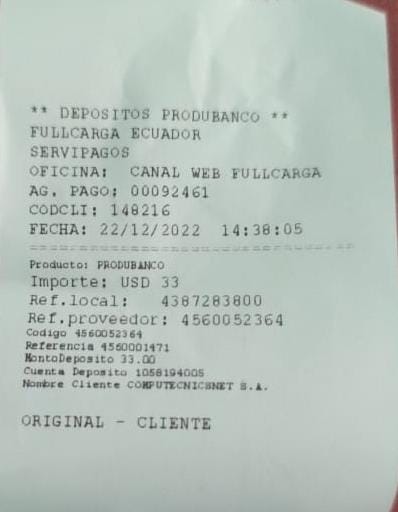 ** DEPOSITOS PRODUBANCO **
FULLCARGA ECUADOR
SERVIPAGOS
OFICINA: CANAL WEB FULLCARGA
AG. PAGO: 00092461
CODCLI: 148216
FECHA: 22/12/2022 14:38:05
===================================
Producto: PRODUBANCO
Importe: USD 33
Ref.local: 4387283800
Ref.proveedor: 4560052364
Codigo 4560052364
Referencia 4560001471
MontoDeposito 33.00
Cuenta Deposito 1058194005
Nombre Cliente COMPUTECNICSNET S.A.
ORIGINAL - CLIENTE